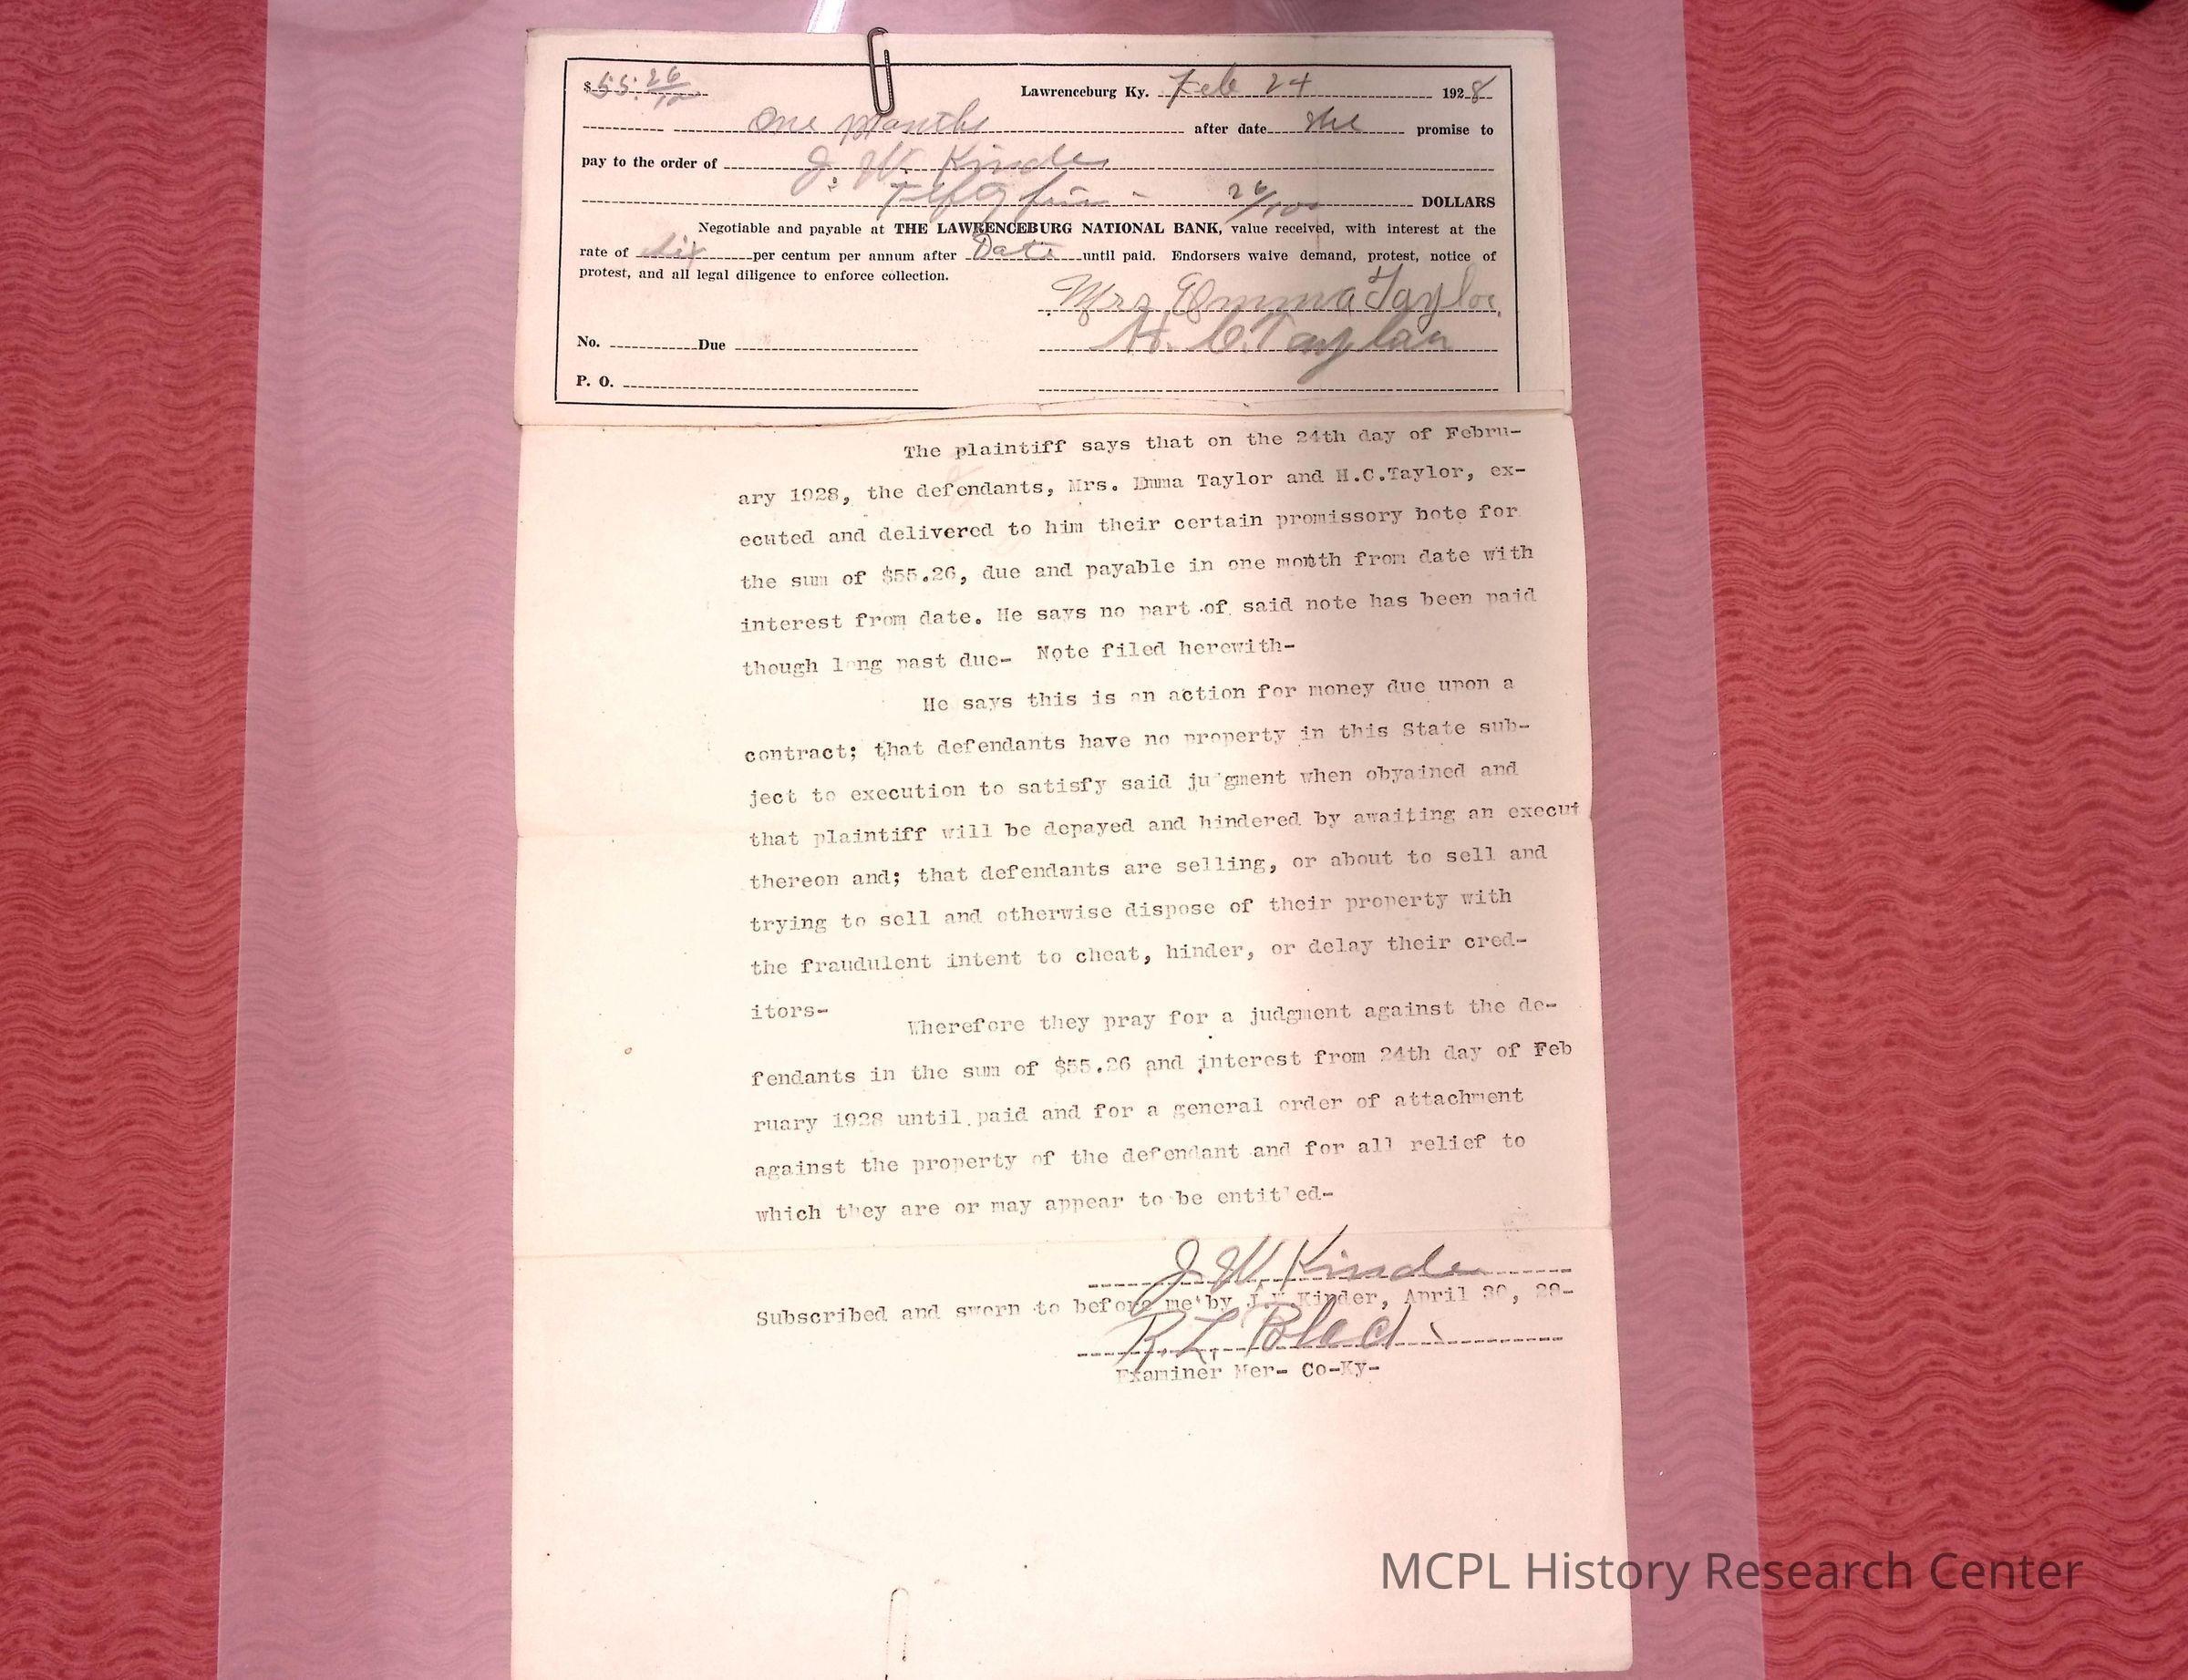 $55.26/100 Lawrenceburg Ky. Feb 24 1928
One Months after date she promise to
pay to the order of J. W. Kinder
Fifty five - 26/100 DOLLARS
Negotiable and payable at THE LAWRENCEBURG NATIONAL BANK, value received, with interest at the
rate of six per centum per annum after Date until paid. Endorsers waive demand, protest, notice of
protest, and all legal diligence to enforce collection.
Mrs Emma Taylor
No. Due H. C. Taylor
P. O.
The plaintiff says that on the 24th day of Febru-
ary 1928, the defendants, Mrs. Emma Taylor and H.C.Taylor, ex-
ecuted and delivered to him their certain promissory hote for
the sum of $55.26, due and payable in one month from date with
interest from date. He says no part of said note has been paid
though long past due- Note filed herewith-
He says this is an action for money due upon a
contract; that defendants have no property in this State sub-
ject to execution to satisfy said judgment when obyained and
that plaintiff will be depayed and hindered by awaiting an execut
thereon and; that defendants are selling, or about to sell and
trying to sell and otherwise dispose of their property with
the fraudulent intent to cheat, hinder, or delay their cred-
itors-
Wherefore they pray for a judgment against the de-
fendants in the sum of $55.26 and interest from 24th day of Feb
ruary 1928 until paid and for a general order of attachment
against the property of the defendant and for all relief to
which they are or may appear to be entitled-
J. W. Kinder
Subscribed and sworn to before me by J.W.Kinder, April 30, 28-
R. L. Black
Examiner Mer- Co-Ky-
MCPL History Research Center